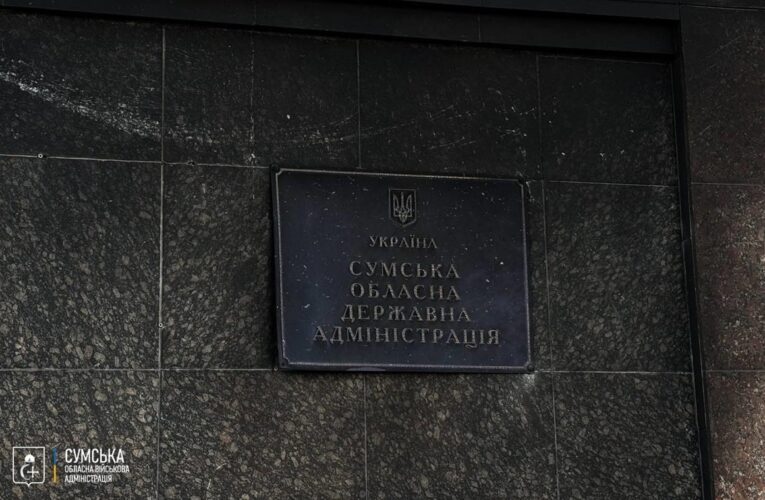 УКРАЇНА
СУМСЬКА
ОБЛАСНА
ДЕРЖАВНА
АДМІНІСТРАЦІЯ
СУМСЬКА
ОБЛАСНА ВІЙСЬКОВА
АДМІНІСТРАЦІЯ